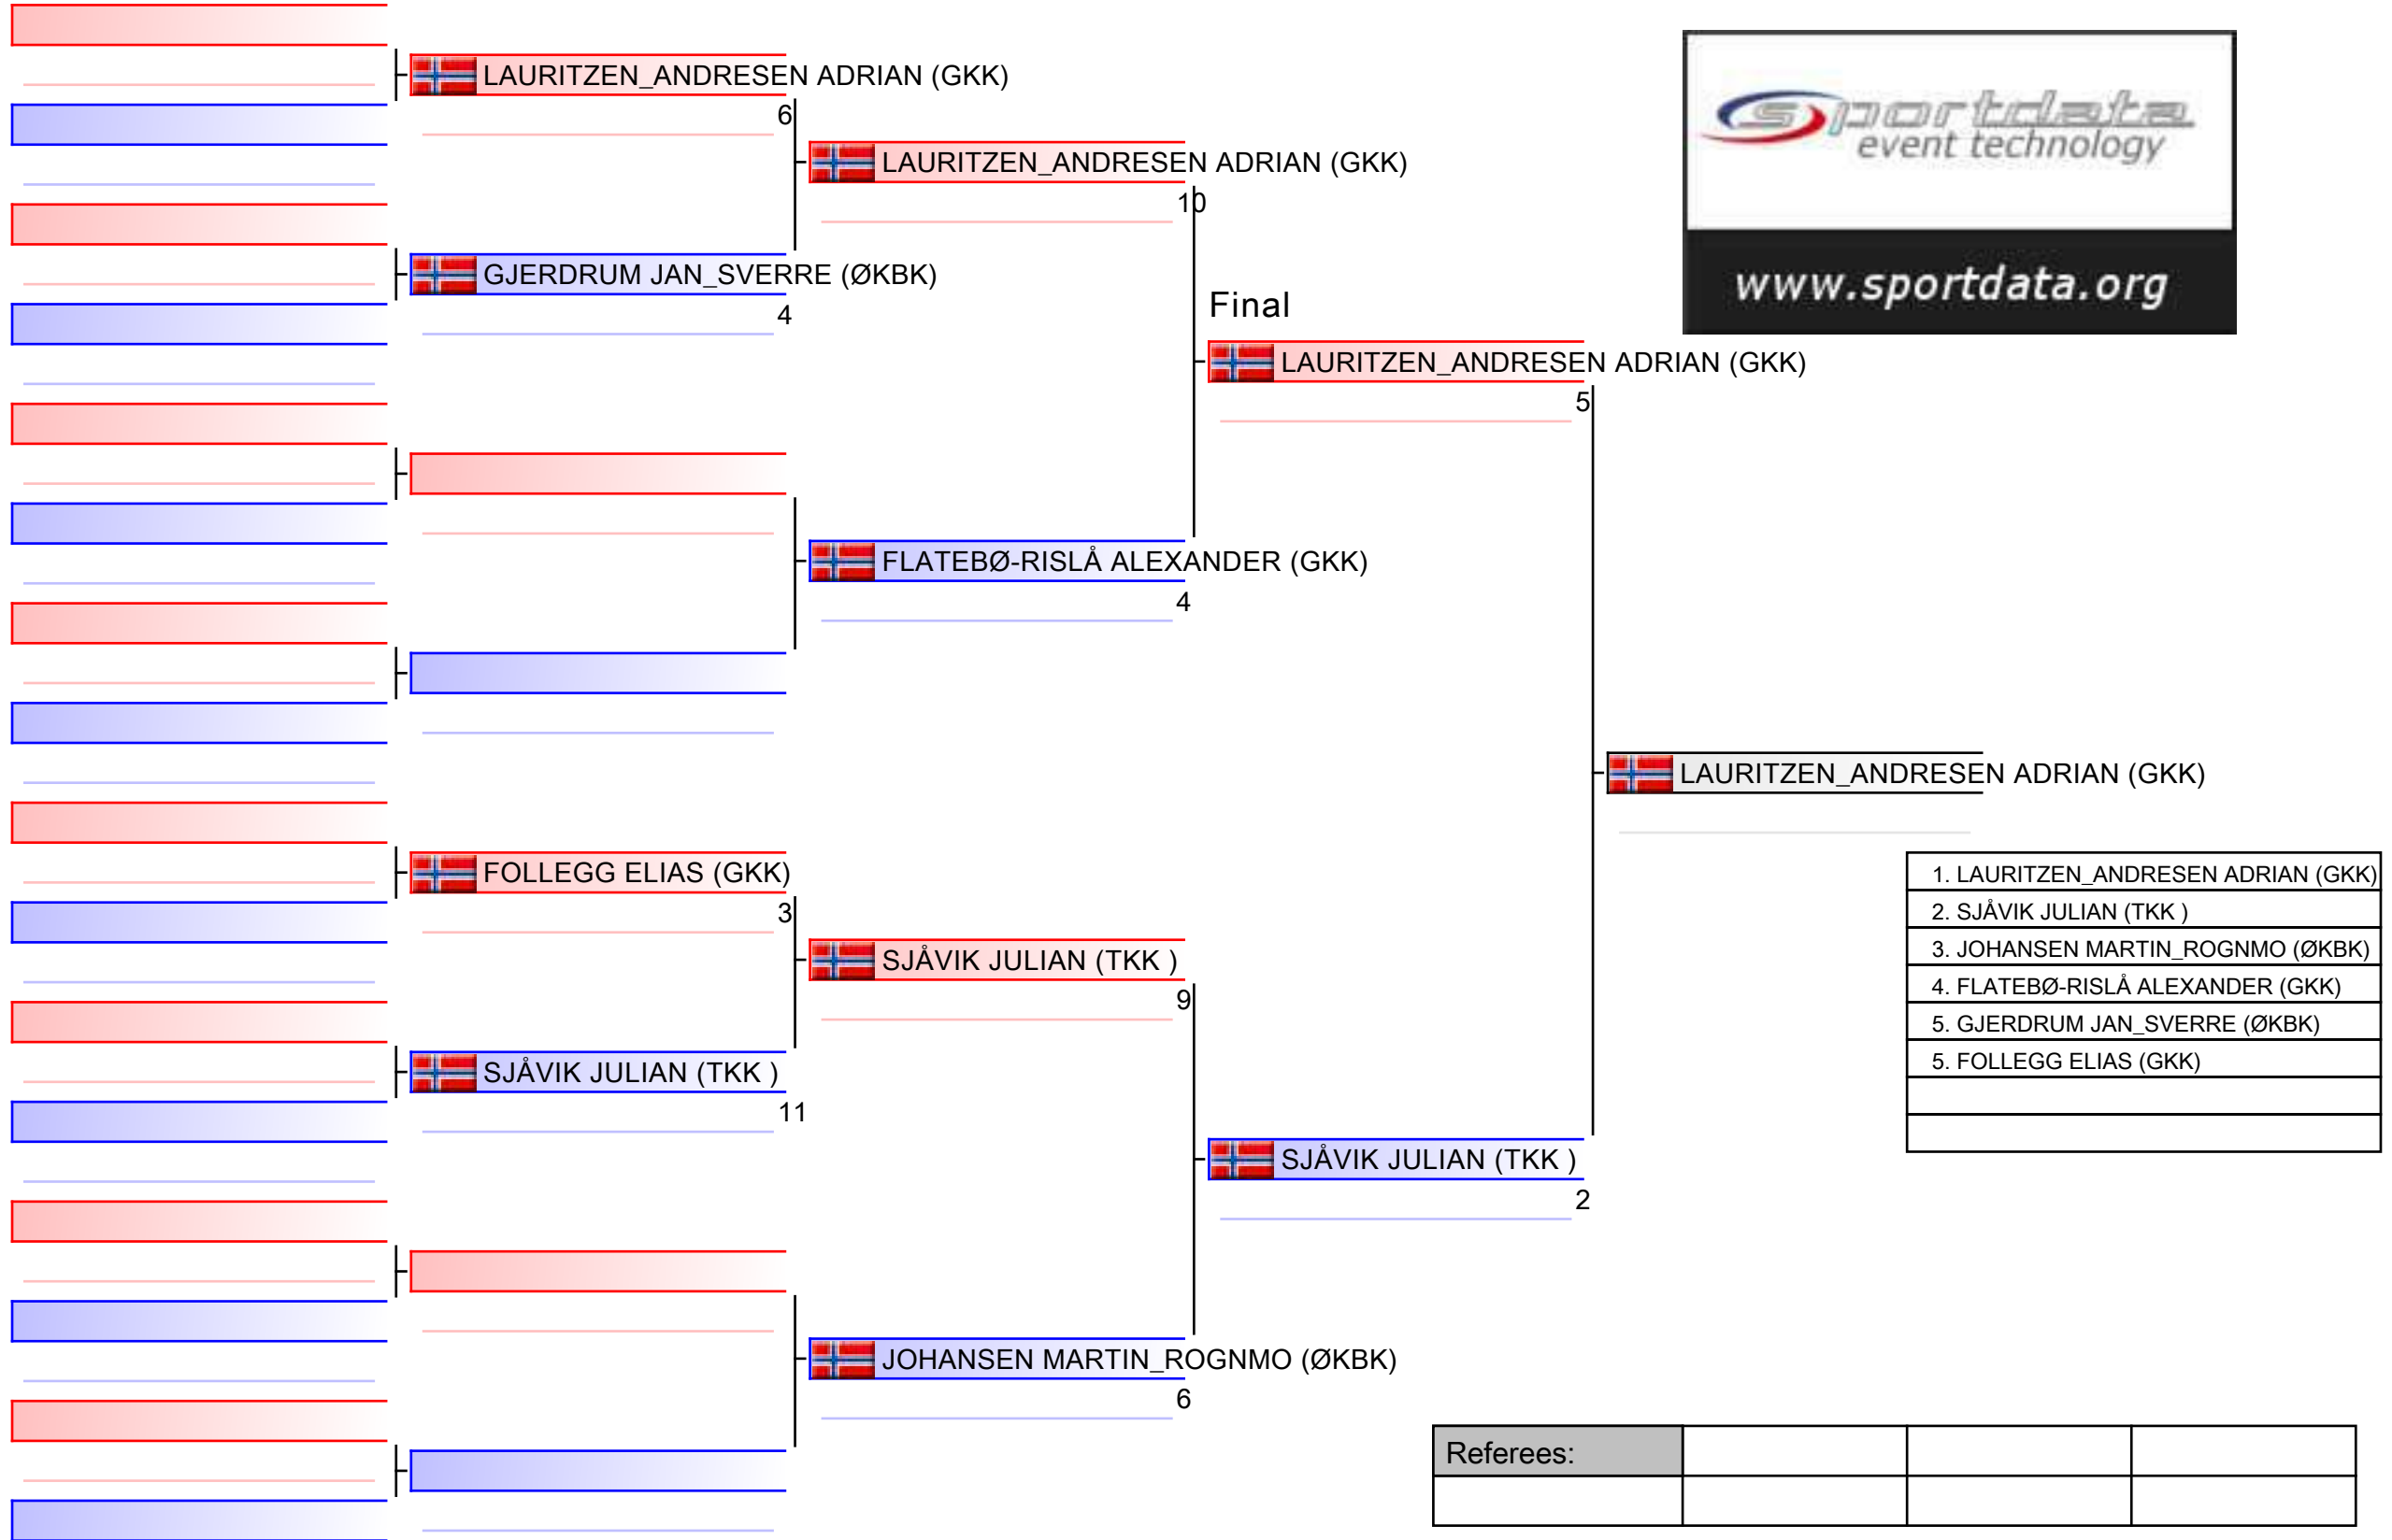 LAURITZEN_ANDRESEN ADRIAN (GKK)
6
LAURITZEN_ANDRESEN ADRIAN (GKK)
10
GJERDRUM JAN_SVERRE (ØKBK)
4
sportdata
event technology
www.sportdata.org
Final
LAURITZEN_ANDRESEN ADRIAN (GKK)
5
FLATEBØ-RISLÅ ALEXANDER (GKK)
4
LAURITZEN_ANDRESEN ADRIAN (GKK)
FOLLEGG ELIAS (GKK)
3
SJÅVIK JULIAN (TKK )
9
SJÅVIK JULIAN (TKK )
11
SJÅVIK JULIAN (TKK )
2
JOHANSEN MARTIN_ROGNMO (ØKBK)
6
1. LAURITZEN_ANDRESEN ADRIAN (GKK)
2. SJÅVIK JULIAN (TKK )
3. JOHANSEN MARTIN_ROGNMO (ØKBK)
4. FLATEBØ-RISLÅ ALEXANDER (GKK)
5. GJERDRUM JAN_SVERRE (ØKBK)
5. FOLLEGG ELIAS (GKK)
Referees: